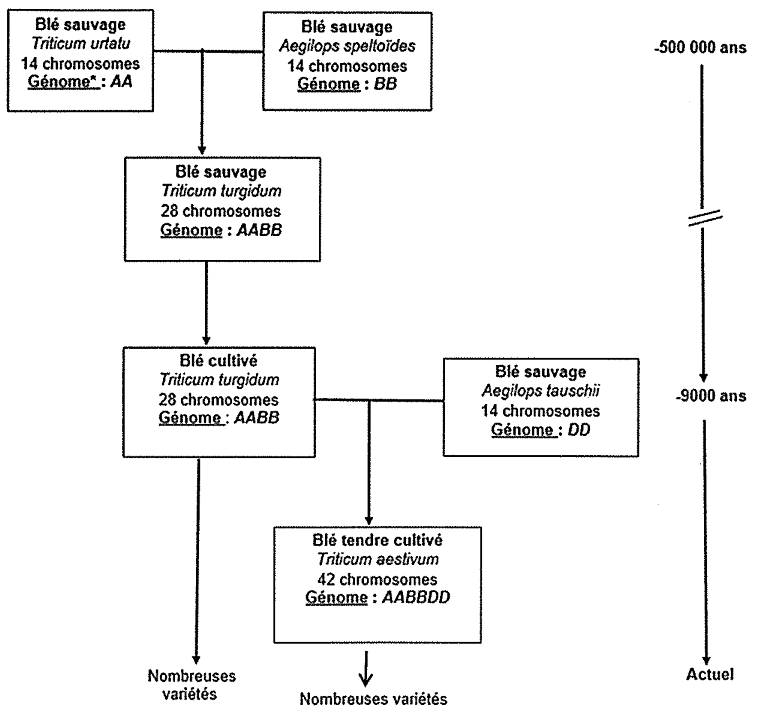 Blé sauvage
Triticum urtatu
14 chromosomes
Génome* : AA
Blé sauvage
Aegilops speltoïdes
14 chromosomes
Génome : BB
-500 000 ans
Blé sauvage
Triticum turgidum
28 chromosomes
Génome : AABB
Blé cultivé
Triticum turgidum
28 chromosomes
Génome : AABB
Blé sauvage
Aegilops tauschii
14 chromosomes
Génome : DD
-9000 ans
Blé tendre cultivé
Triticum aestivum
42 chromosomes
Génome : AABBDD
Nombreuses
variétés
Nombreuses variétés
Actuel